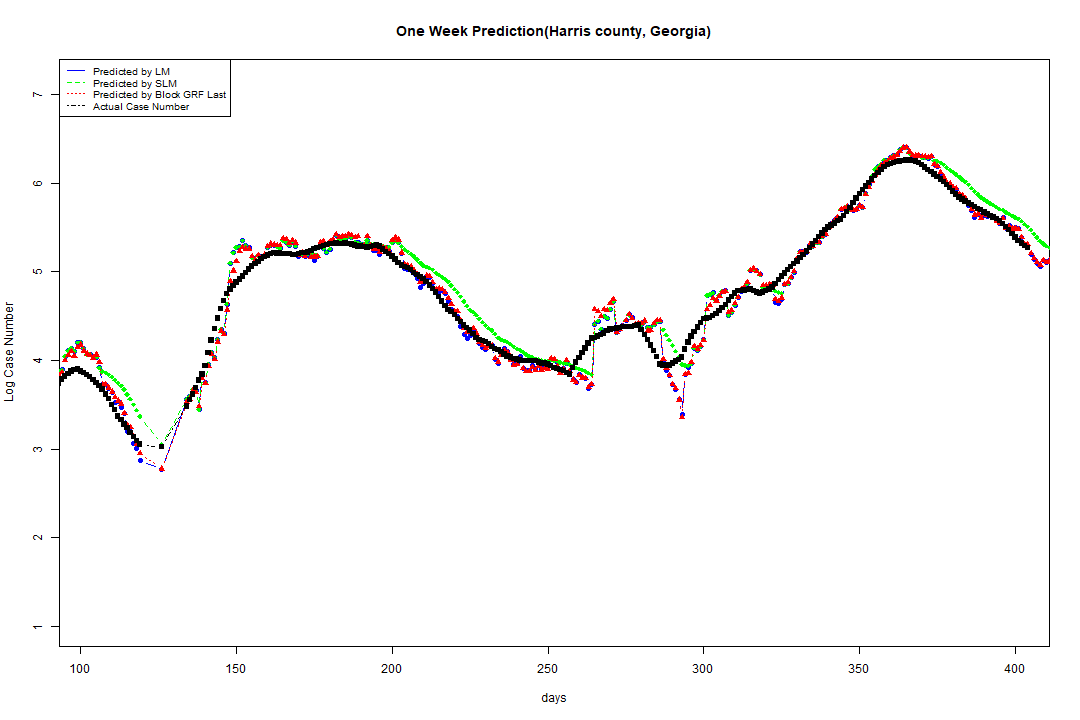 One Week Prediction(Harris county, Georgia)
Predicted by LM
Predicted by SLM
Predicted by Block GRF Last
Actual Case Number
7
6
5
4
3
2
1
Log Case Number
100 150 200 250 300 350 400
days